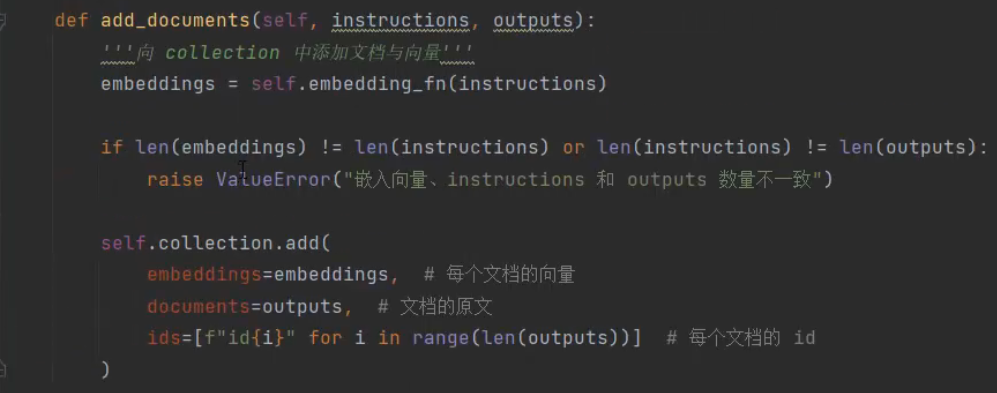 def add_documents(self, instructions, outputs):
'''向 collection 中添加文档与向量'''
embeddings = self.embedding_fn(instructions)
if len(embeddings) != len(instructions) or len(instructions) != len(outputs):
raise ValueError("嵌入向量、instructions 和 outputs 数量不一致")
self.collection.add(
embeddings=embeddings,  # 每个文档的向量
documents=outputs,  # 文档的原文
ids=[f"id{i}" for i in range(len(outputs))]  # 每个文档的 id
)